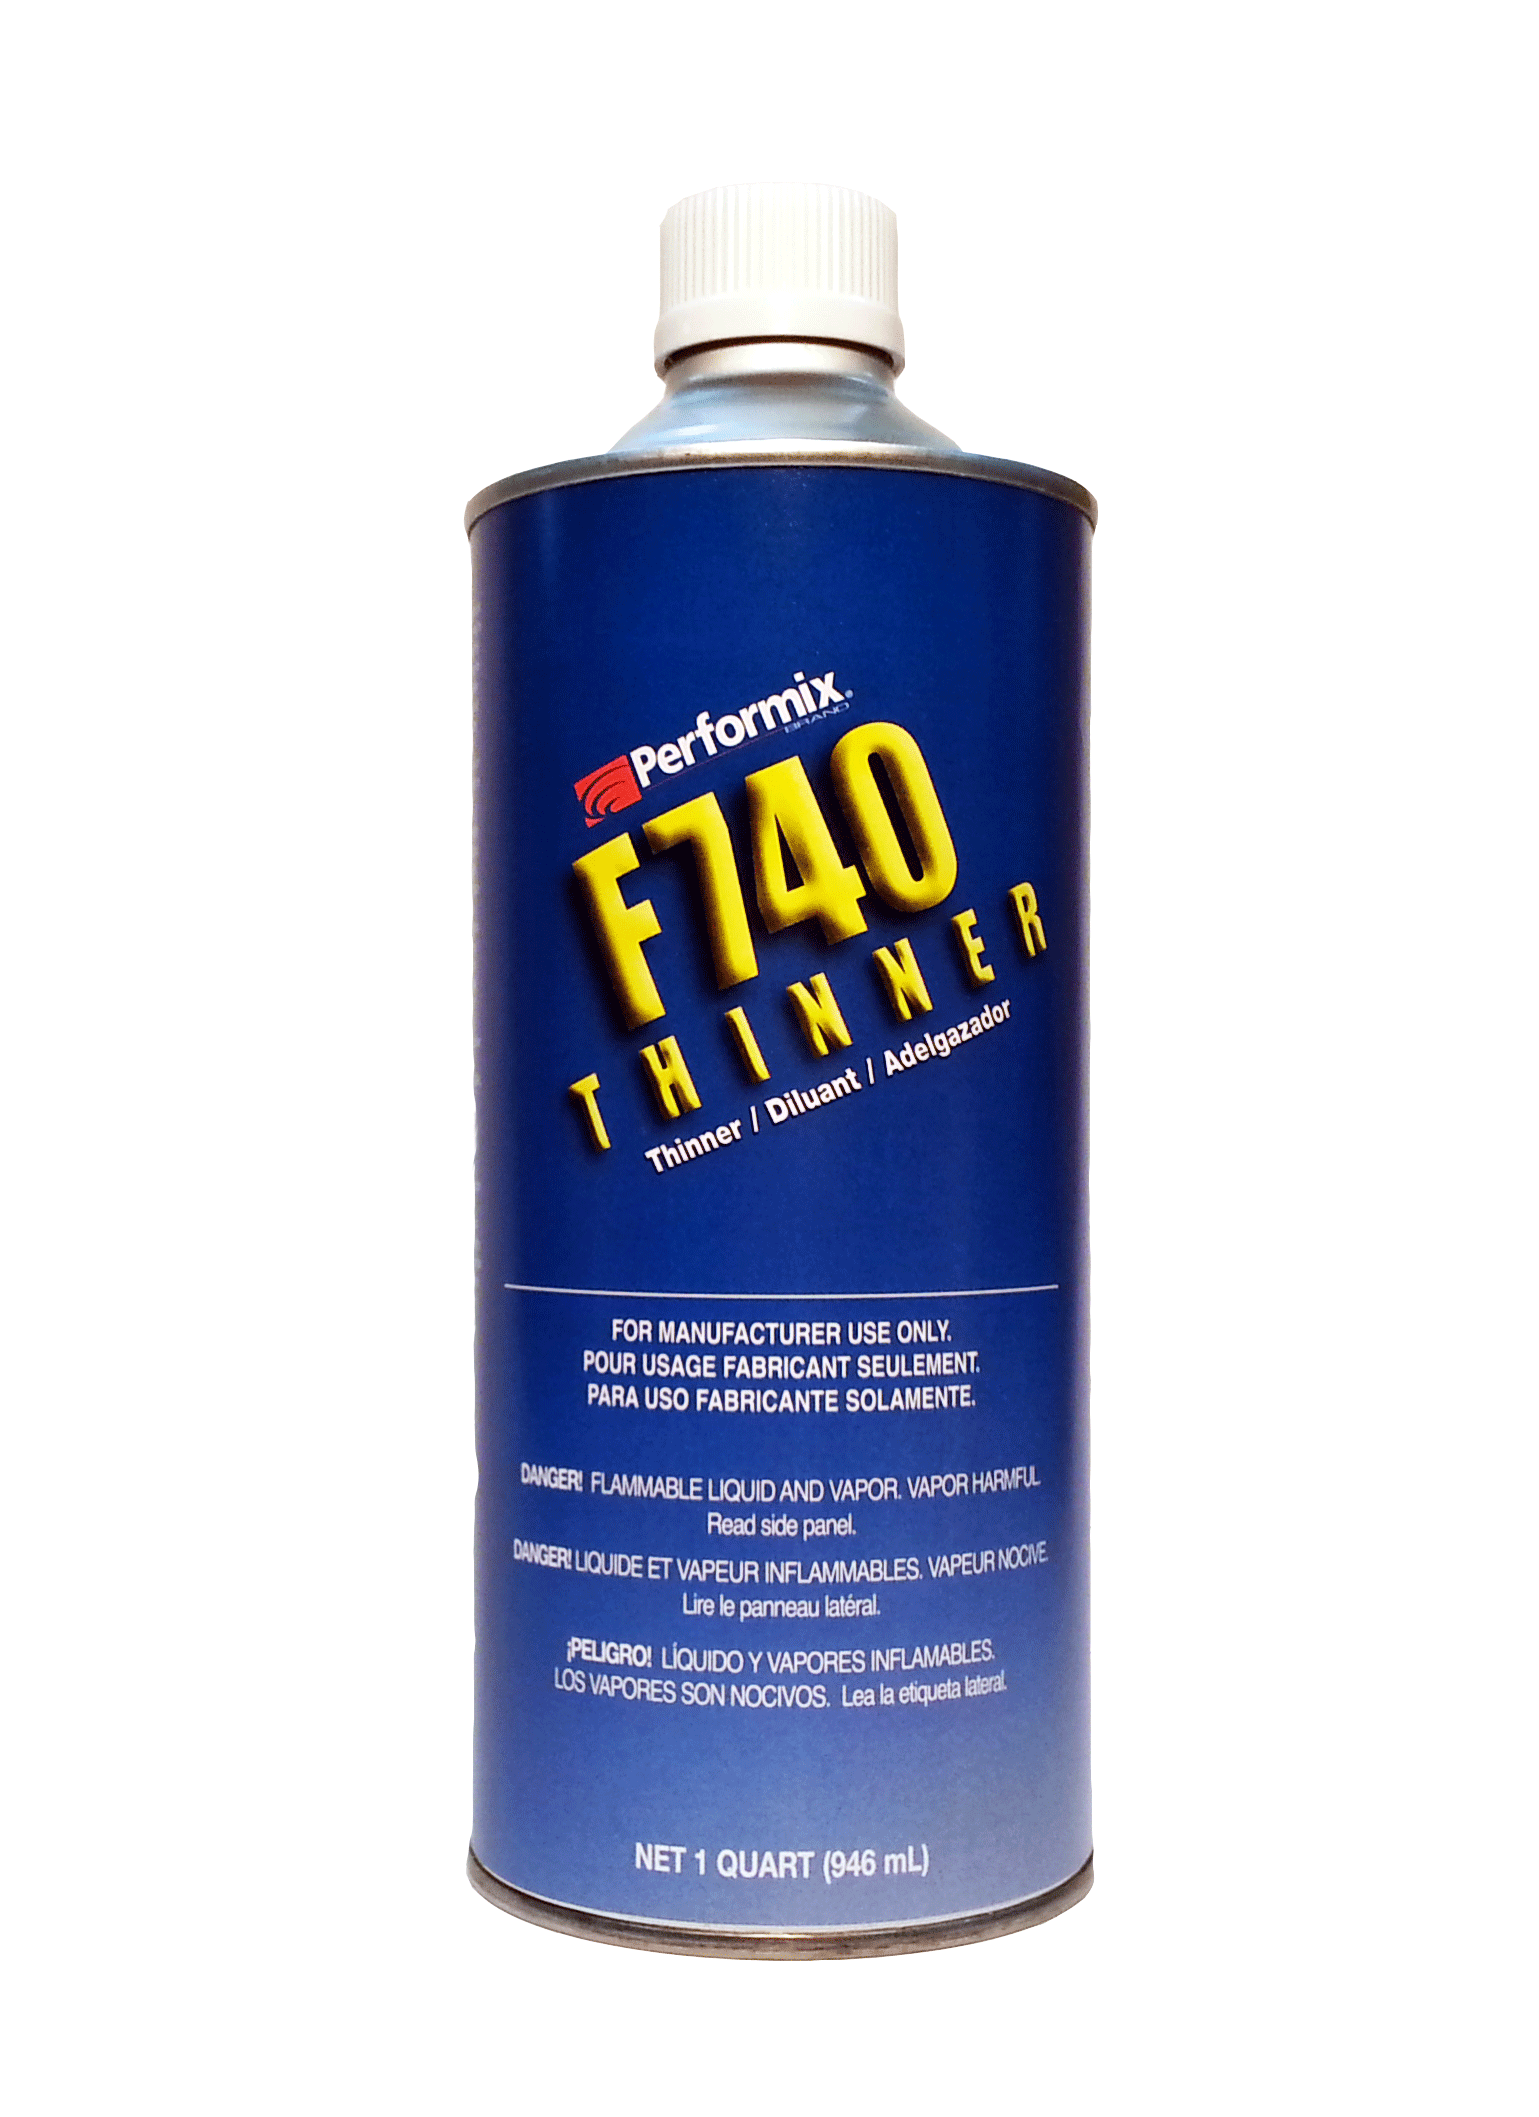 Performix®
BRAND
F740
THINNER
Thinner / Diluant / Adelgazador
FOR MANUFACTURER USE ONLY.
POUR USAGE FABRICANT SEULEMENT.
PARA USO FABRICANTE SOLAMENTE.
DANGER! FLAMMABLE LIQUID AND VAPOR. VAPOR HARMFUL
Read side panel.
DANGER! LIQUIDE ET VAPEUR INFLAMMABLES. VAPEUR NOCIVE.
Lire le panneau latéral.
¡PELIGRO! LÍQUIDO Y VAPORES INFLAMABLES.
LOS VAPORES SON NOCIVOS. Lea la etiqueta lateral.
NET 1 QUART (946 mL)